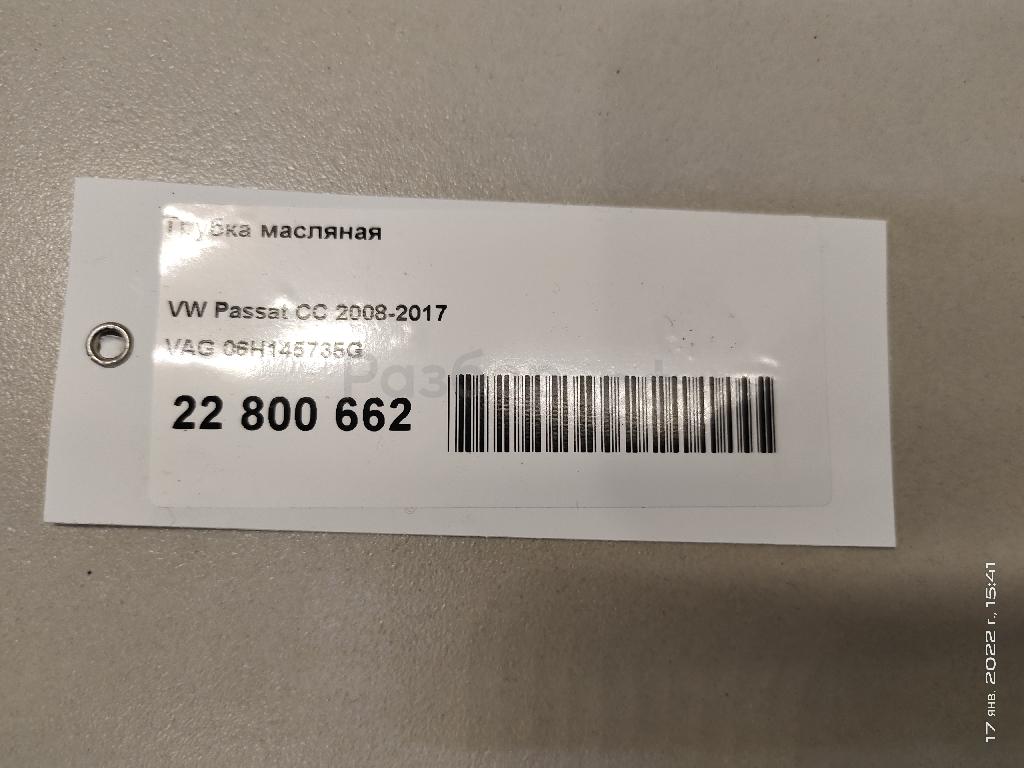 Трубка масляная
VW Passat CC 2008-2017
VAG 06H145735G
22 800 662
17 янв. 2022 г., 15:41